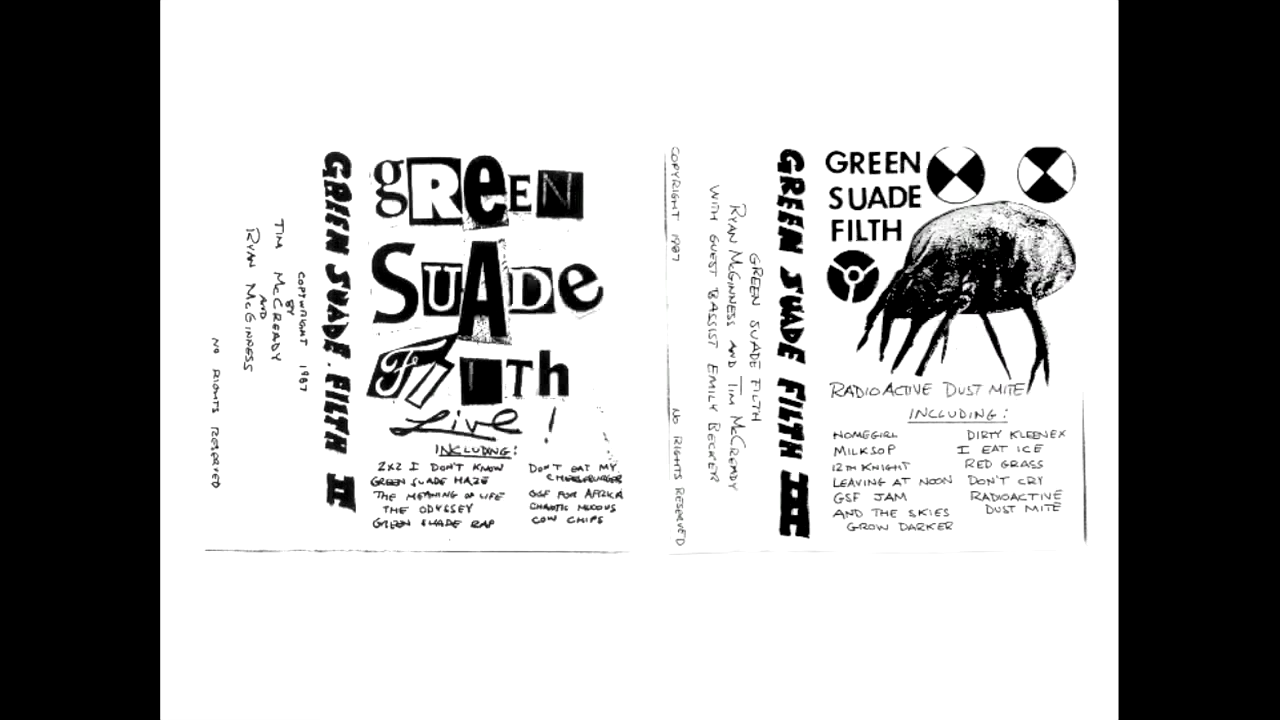 NO RIGHTS RESERVED
RYAN McGINNESS
AND
TIM McCREADY
BY
COPYWRIGHT 1987
GREEN SUADE FILTH II
gREEN
SUADe
FilTh
Live!
INCLUDING:
2X2 I DON'T KNOW
GREEN SUADE HAZE
THE MEANING OF LIFE
THE ODYSSEY
GREEN SUADE RAP
DON'T EAT MY
CHEESEBURGER
GSF FOR AFRICA
CHAOTIC MUCOUS
COW CHIPS
COPYRIGHT 1987
NO RIGHTS RESERVED
GREEN SUADE FILTH
RYAN McGINNESS AND TIM McCREADY
WITH GUEST BASSIST EMILY BECKER
GREEN SUADE FILTH III
GREEN
SUADE
FILTH
RADIOACTIVE DUST MITE
INCLUDING:
HOMEGIRL
MILKSOP
12TH KNIGHT
LEAVING AT NOON
GSF JAM
AND THE SKIES
GROW DARKER
DIRTY KLEENEX
I EAT ICE
RED GRASS
DON'T CRY
RADIOACTIVE
DUST MITE